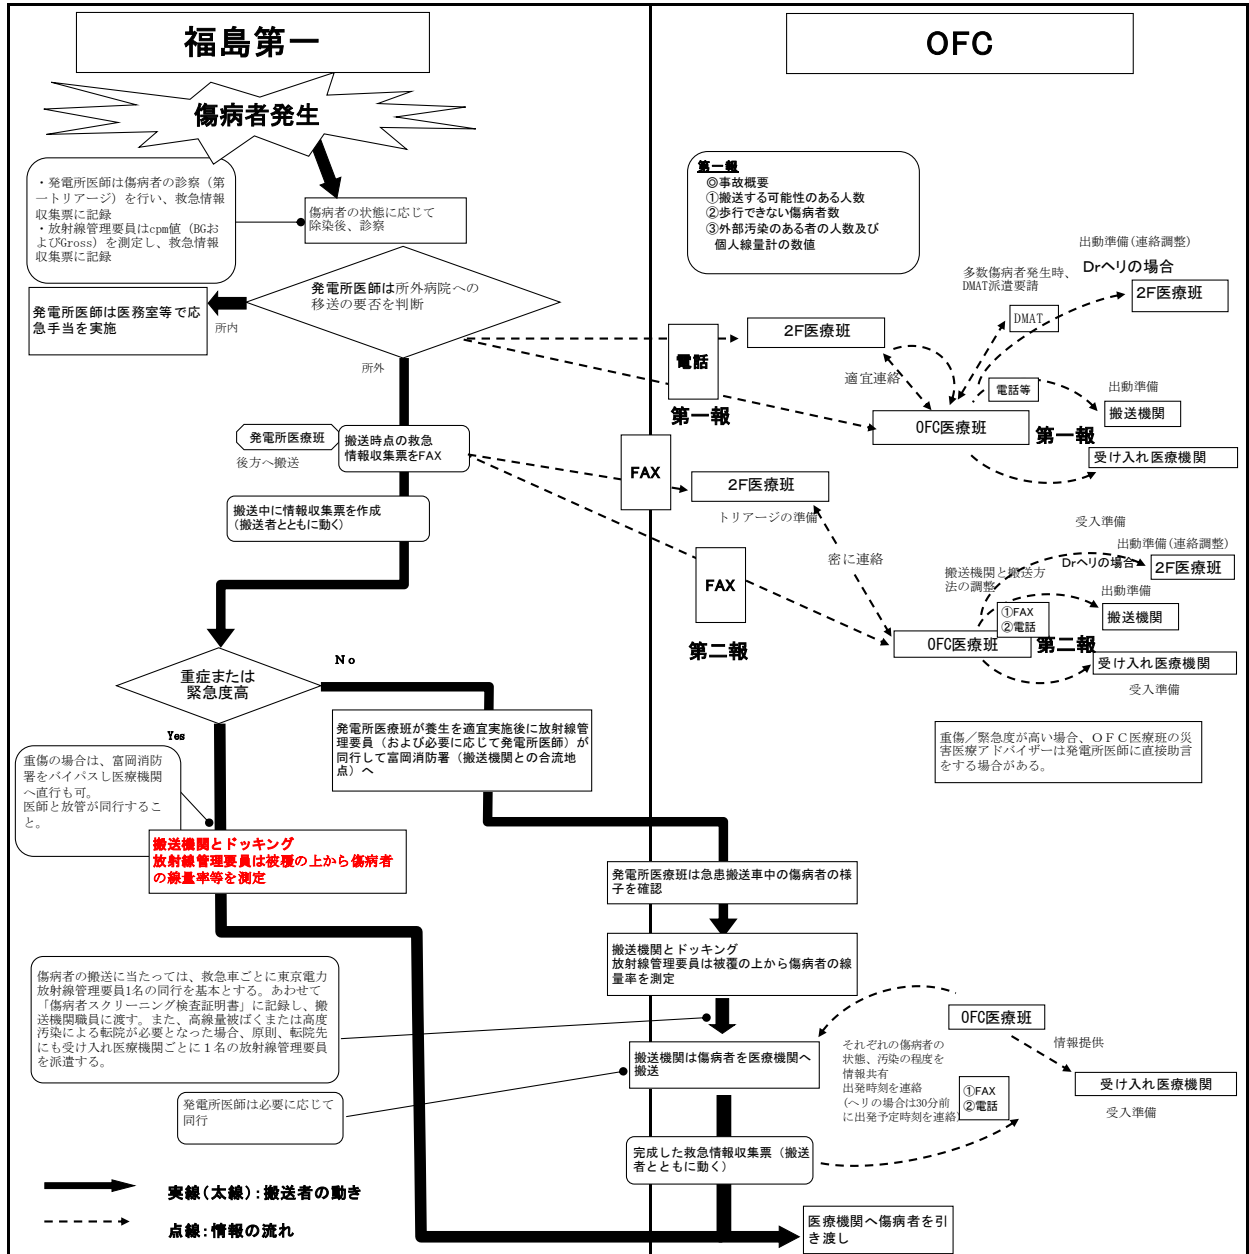 福島第一
OFC
傷病者発生
・発電所医師は傷病者の診察（第
一トリアージ）を行い、救急情報
収集票に記録
・放射線管理要員はcpm値（BGお
よびGross）を測定し、救急情報
収集票に記録
傷病者の状態に応じて
除染後、診察
第一報
◎事故概要
①搬送する可能性のある人数
②歩行できない傷病者数
③外部汚染のある者の人数及び
個人線量計の数値
発電所医師は所外病院への
移送の要否を判断
発電所医師は医務室等で応
急手当を実施
所内
所外
電話
第一報
2F医療班
適宜連絡
多数傷病者発生時、
DMAT派遣要請
DMAT
出動準備(連絡調整)
Drヘリの場合
2F医療班
電話等
出動準備
搬送機関
OFC医療班
第一報
受け入れ医療機関
発電所医療班
後方へ搬送
搬送時点の救急
情報収集票をFAX
FAX
2F医療班
トリアージの準備
搬送中に情報収集票を作成
（搬送者とともに動く）
FAX
第二報
密に連絡
受入準備
出動準備(連絡調整)
Drヘリの場合
2F医療班
搬送機関と搬送方
法の調整
出動準備
①FAX
②電話
搬送機関
OFC医療班
第二報
受け入れ医療機関
受入準備
重症または
緊急度高
No
Yes
発電所医療班が養生を適宜実施後に放射線管
理要員（および必要に応じて発電所医師）が
同行して富岡消防署（搬送機関との合流地
点）へ
重傷／緊急度が高い場合、ＯＦＣ医療班の災
害医療アドバイザーは発電所医師に直接助言
をする場合がある。
重傷の場合は、富岡消防
署をバイパスし医療機関
へ直行も可。
医師と放管が同行するこ
と。
搬送機関とドッキング
放射線管理要員は被覆の上から傷病者
の線量率等を測定
発電所医療班は急患搬送車中の傷病者の様
子を確認
搬送機関とドッキング
放射線管理要員は被覆の上から傷病者の線
量率を測定
傷病者の搬送に当たっては、救急車ごとに東京電力
放射線管理要員1名の同行を基本とする。あわせて
「傷病者スクリーニング検査証明書」に記録し、搬
送機関職員に渡す。また、高線量被ばくまたは高度
汚染による転院が必要となった場合、原則、転院先
にも受け入れ医療機関ごとに１名の放射線管理要員
を派遣する。
OFC医療班
搬送機関は傷病者を医療機関へ
搬送
それぞれの傷病者の
状態、汚染の程度を
情報共有
出発時刻を連絡
(ヘリの場合は30分前
に出発予定時刻を連絡)
情報提供
①FAX
②電話
受け入れ医療機関
受入準備
発電所医師は必要に応じて
同行
完成した救急情報収集票（搬送
者とともに動く）
実線（太線）：搬送者の動き
点線：情報の流れ
医療機関へ傷病者を引
き渡し